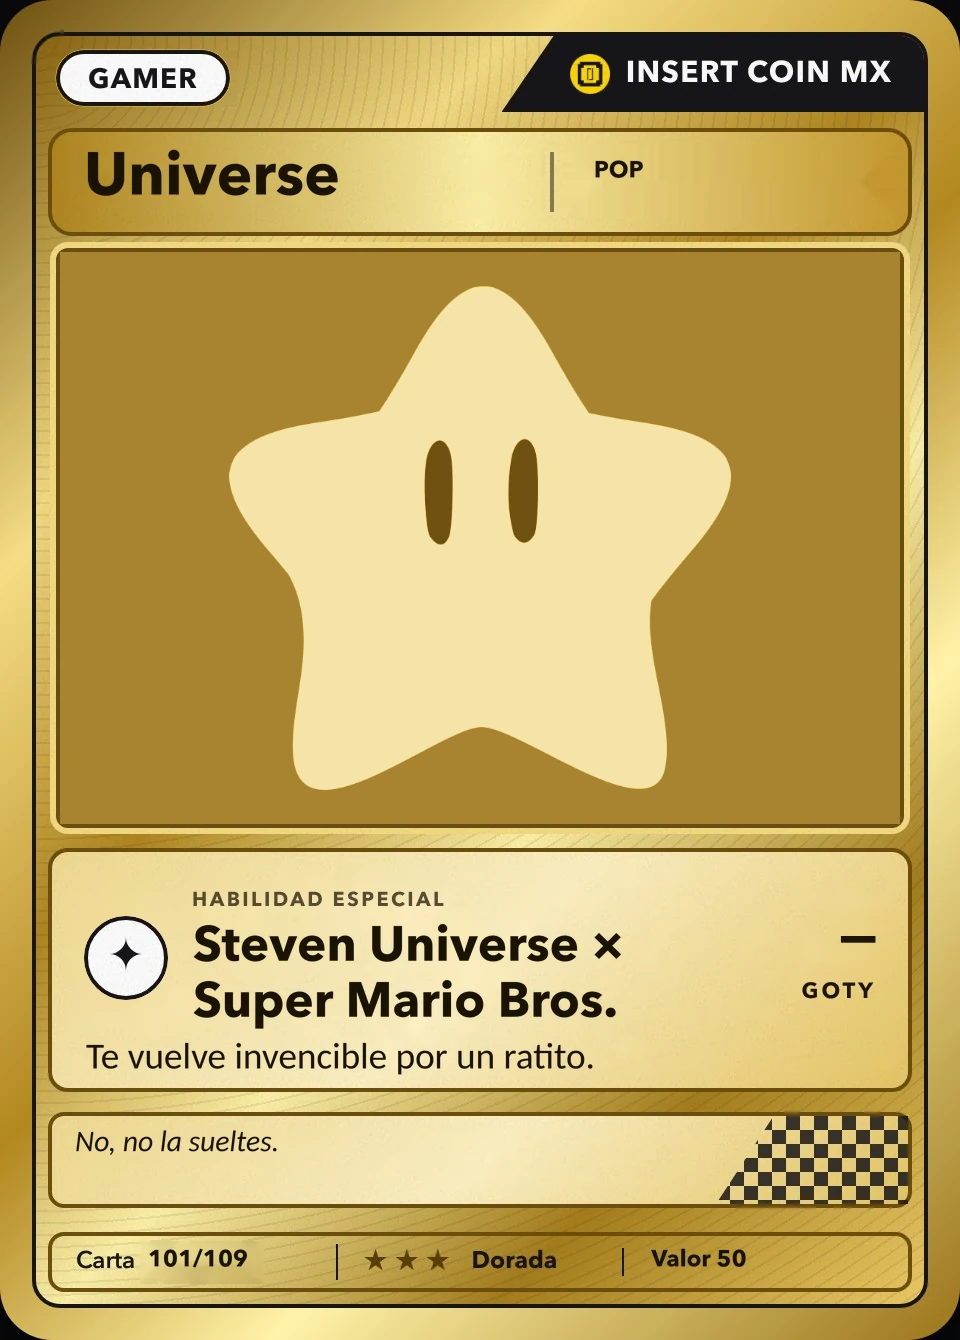 GAMER
INSERT COIN MX
Universe
POP
HABILIDAD ESPECIAL
Steven Universe ×
Super Mario Bros.
—
GOTY
Te vuelve invencible por un ratito.
No, no la sueltes.
Carta 101/109 ★★★ Dorada Valor 50